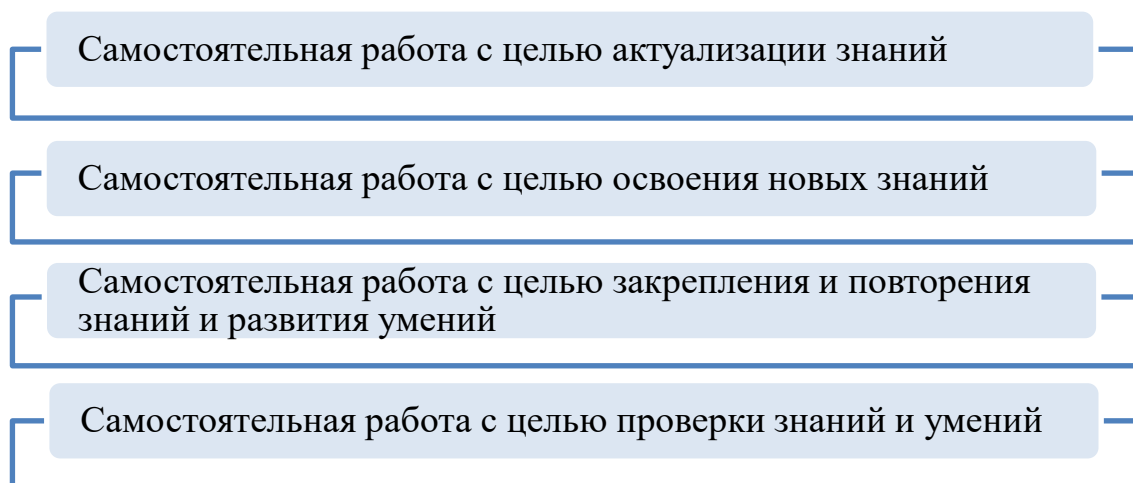 Самостоятельная работа с целью актуализации знаний
Самостоятельная работа с целью освоения новых знаний
Самостоятельная работа с целью закрепления и повторения
знаний и развития умений
Самостоятельная работа с целью проверки знаний и умений